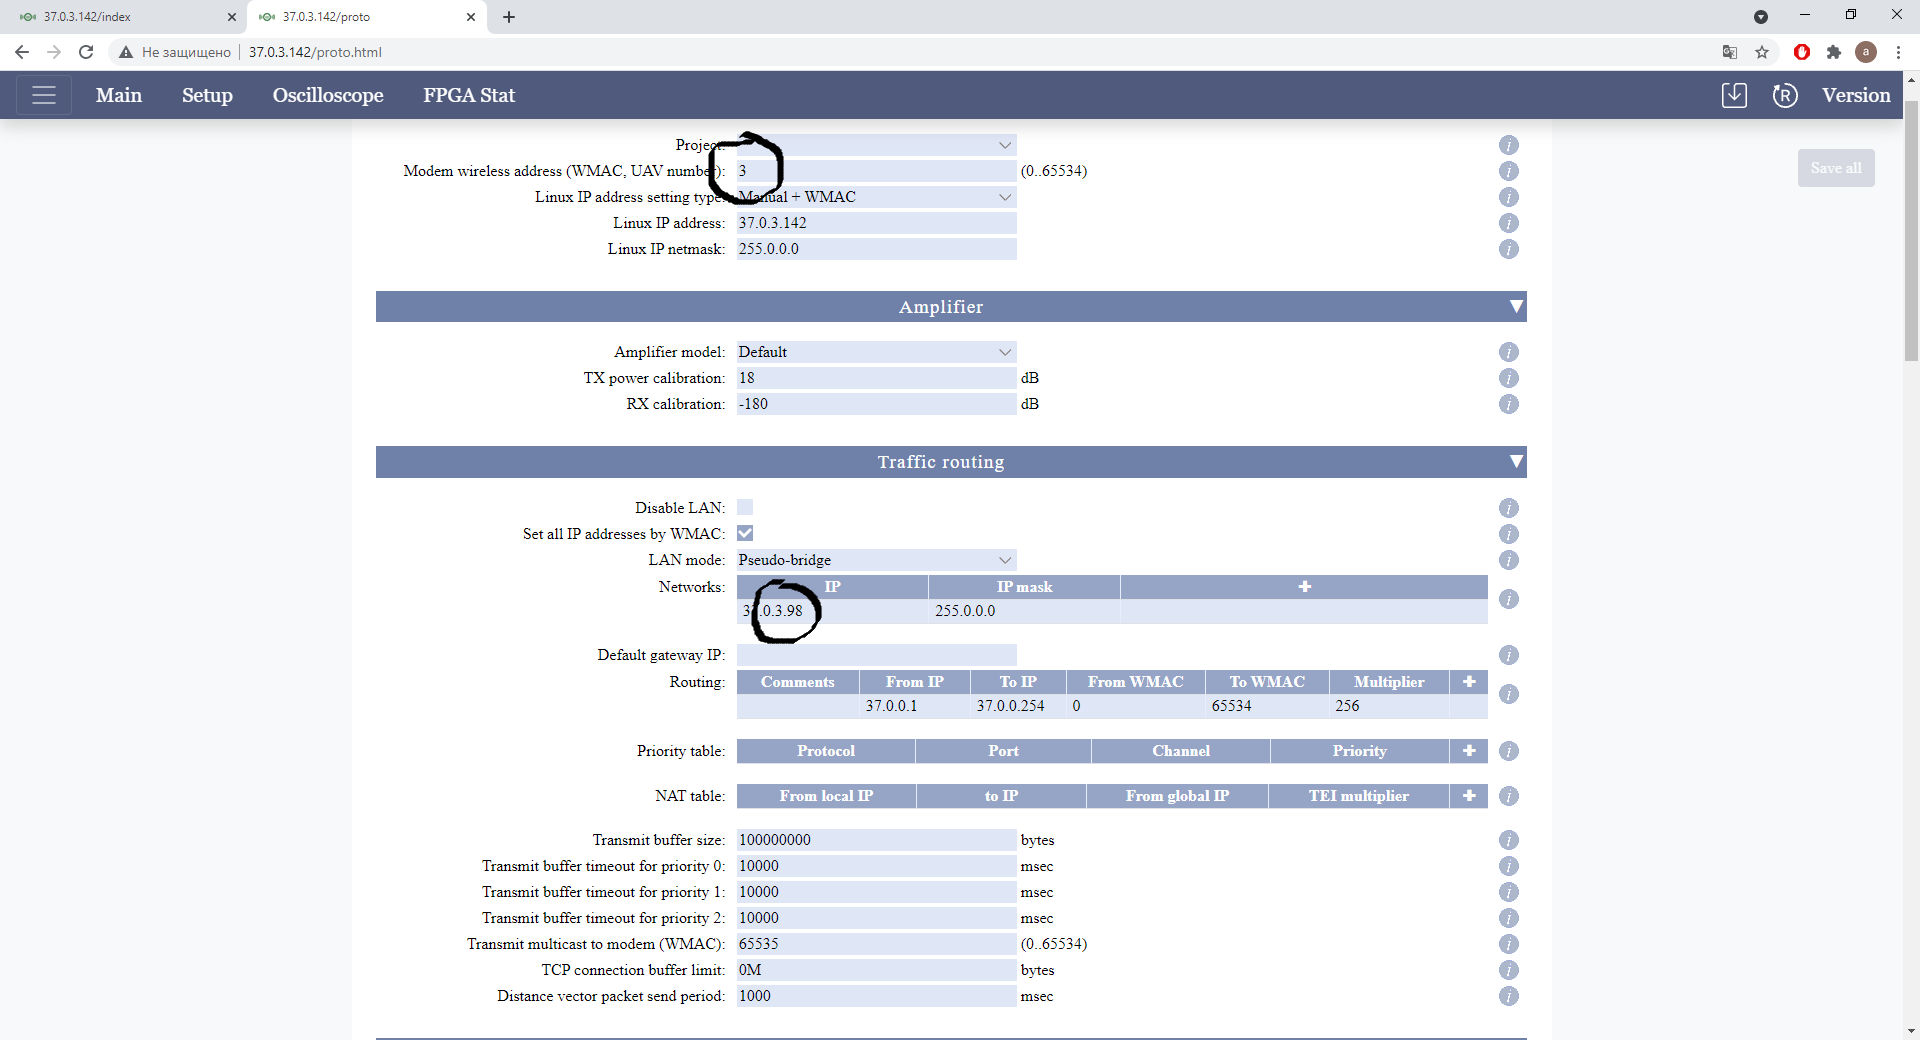 37.0.3.142/index
37.0.3.142/proto
Не защищено
37.0.3.142/proto.html
a
Main Setup Oscilloscope FPGA Stat
R Version
Project:
Modem wireless address (WMAC, UAV number): 3 (0..65534)
Save all
Linux IP address setting type: Manual + WMAC
Linux IP address: 37.0.3.142
Linux IP netmask: 255.0.0.0
Amplifier
Amplifier model: Default
TX power calibration: 18 dB
RX calibration: -180 dB
Traffic routing
Disable LAN:
Set all IP addresses by WMAC:
LAN mode: Pseudo-bridge
Networks: IP IP mask
37.0.3.98 255.0.0.0
Default gateway IP:
Routing: Comments From IP To IP From WMAC To WMAC Multiplier
37.0.0.1 37.0.0.254 0 65534 256
Priority table: Protocol Port Channel Priority
NAT table: From local IP to IP From global IP TEI multiplier
Transmit buffer size: 100000000 bytes
Transmit buffer timeout for priority 0: 10000 msec
Transmit buffer timeout for priority 1: 10000 msec
Transmit buffer timeout for priority 2: 10000 msec
Transmit multicast to modem (WMAC): 65535 (0..65534)
TCP connection buffer limit: 0M bytes
Distance vector packet send period: 1000 msec